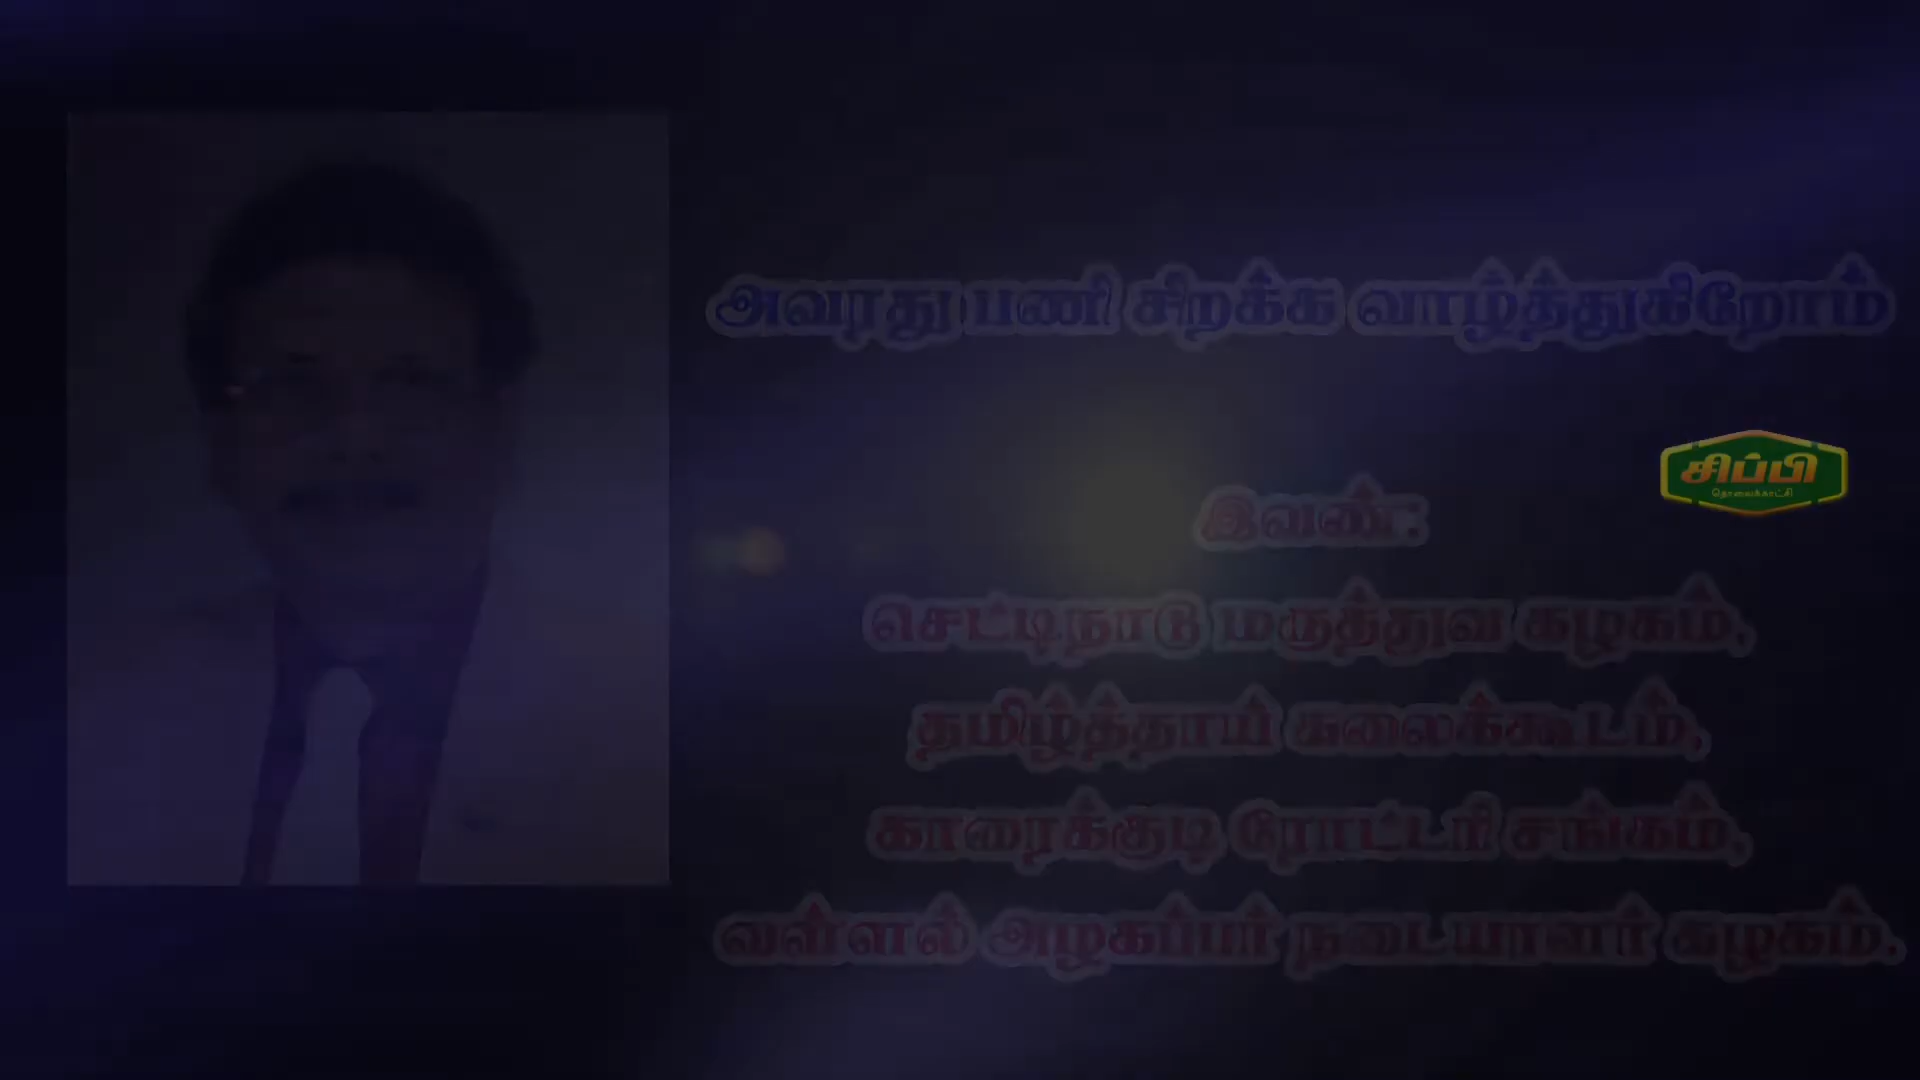 அவரது பணி சிறக்க வாழ்த்துகிறோம்
சிப்பி
தொலைக்காட்சி
இவண்:
செட்டிநாடு மருத்துவ கழகம்,
தமிழ்த்தாய் கலைக்கூடம்,
காரைக்குடி ரோட்டரி சங்கம்,
வள்ளல் அழகப்பர் நடையாளர் கழகம்.